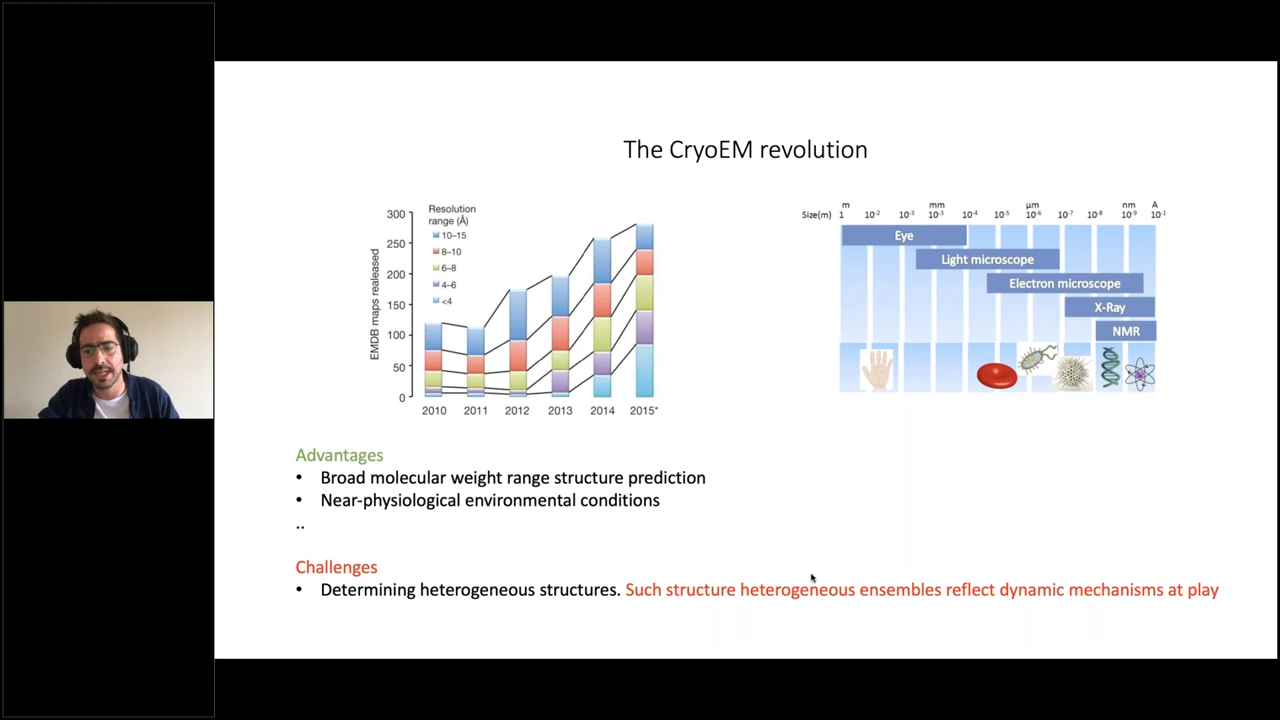 The CryoEM revolution
Resolution
range (Å)
10–15
8–10
6–8
4–6
<4
EMDB maps realeased
300
250
200
150
100
50
0
2010 2011 2012 2013 2014 2015*
m mm µm nm A
Size(m) 1 10⁻² 10⁻³ 10⁻³ 10⁻⁴ 10⁻⁵ 10⁻⁶ 10⁻⁷ 10⁻⁸ 10⁻⁹ 10⁻¹
Eye
Light microscope
Electron microscope
X-Ray
NMR
Advantages
• Broad molecular weight range structure prediction
• Near-physiological environmental conditions
..
Challenges
• Determining heterogeneous structures. Such structure heterogeneous ensembles reflect dynamic mechanisms at play